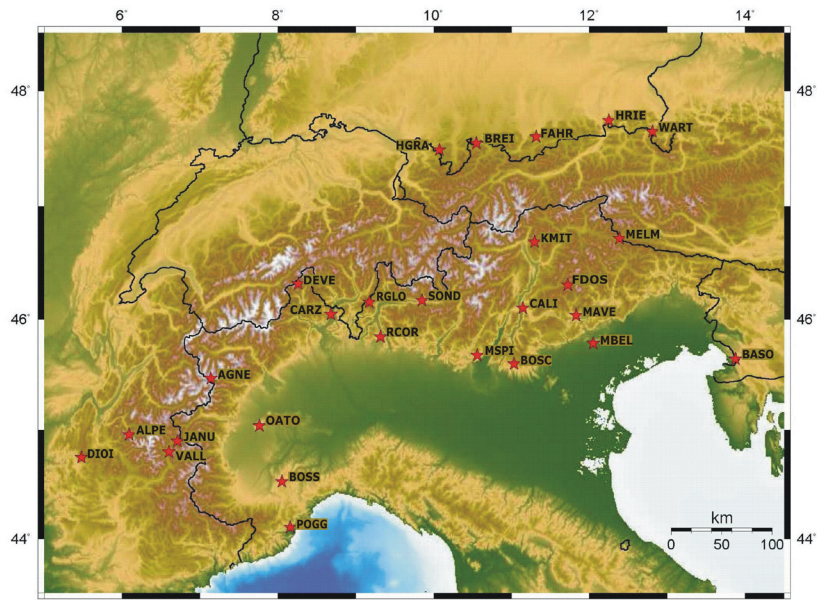 6° 8° 10° 12° 14°
48° 48°
HRIE
WART
FAHR
BREI
HGRA
KMIT
MELM
DEVE
FDOS
RGLO SOND
CARZ
CALI
MAVE
RCOR
MBEL
MSPI
BOSC
BASO
46° 46°
AGNE
OATO
ALPE
JANU
DIOI
VALL
BOSS
POGG
km
0 50 100
44° 44°